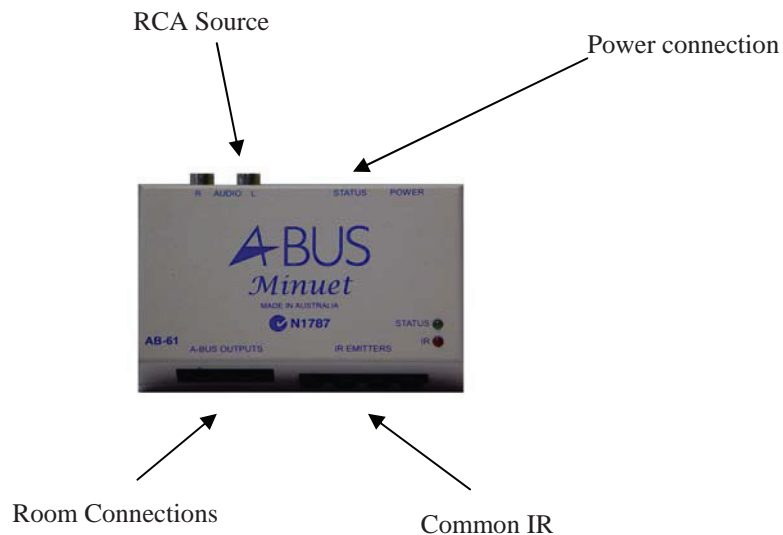 RCA Source
Power connection
R AUDIO L
STATUS POWER
A-BUS
Minuet
MADE IN AUSTRALIA
N1787
STATUS
IR
AB-61
A-BUS OUTPUTS
IR EMITTERS
Room Connections
Common IR